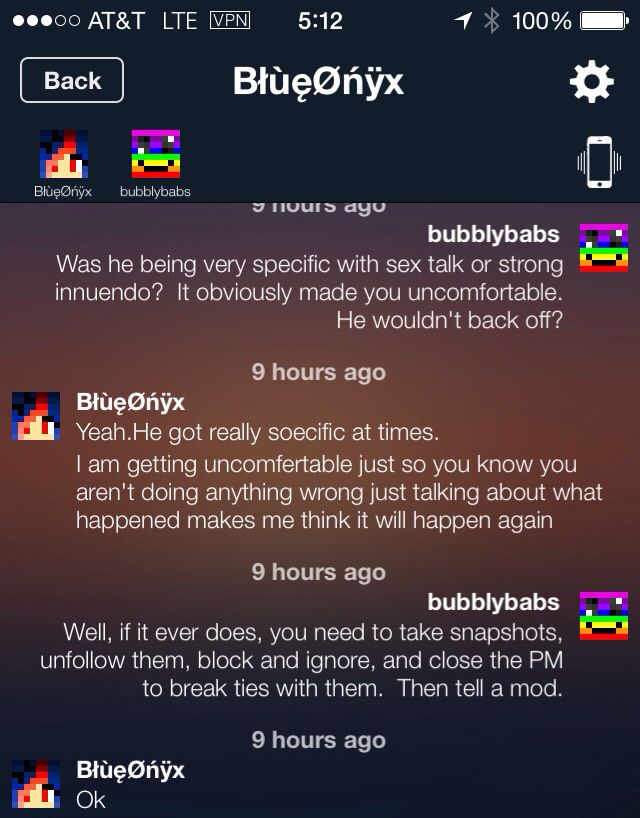 AT&T LTE VPN 5:12 100%
Back BłùęØńÿx
BłùęØńÿx bubblybabs
9 hours ago
bubblybabs
Was he being very specific with sex talk or strong
innuendo? It obviously made you uncomfortable.
He wouldn't back off?
9 hours ago
BłùęØńÿx
Yeah.He got really soecific at times.
I am getting uncomfertable just so you know you
aren't doing anything wrong just talking about what
happened makes me think it will happen again
9 hours ago
bubblybabs
Well, if it ever does, you need to take snapshots,
unfollow them, block and ignore, and close the PM
to break ties with them. Then tell a mod.
9 hours ago
BłùęØńÿx
Ok